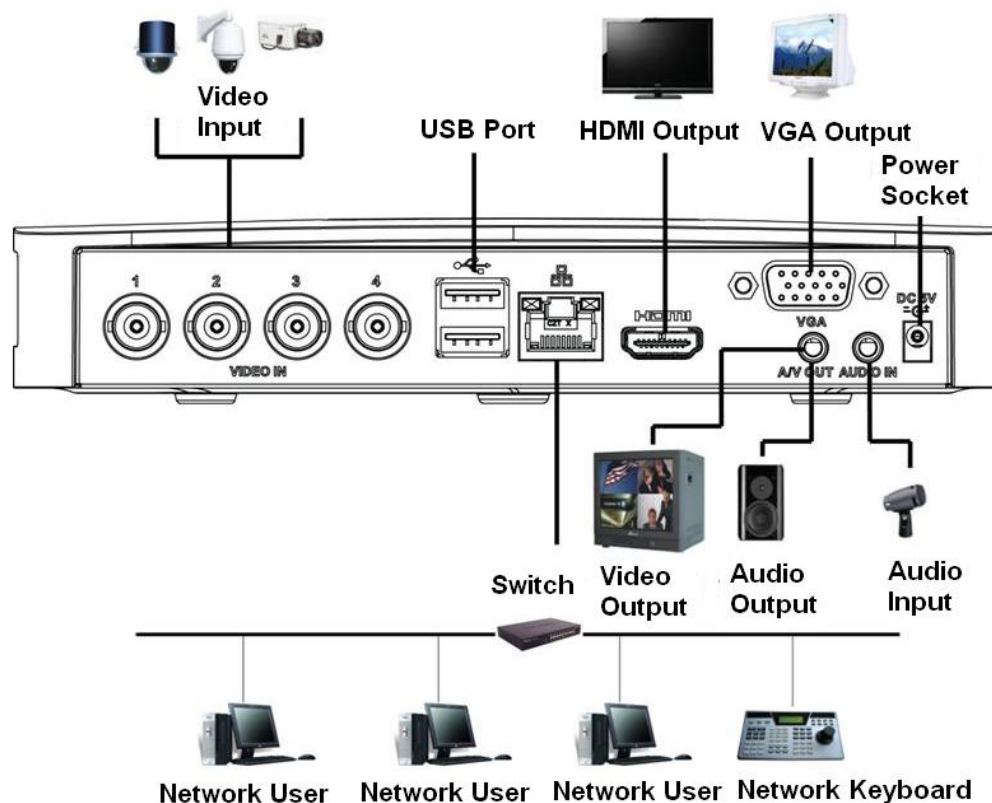 Video
Input
USB Port
HDMI Output
VGA Output
Power
Socket
1
2
3
4
VIDEO IN
HDMI
VGA
DC 5V
A/V OUT
AUDIO IN
Switch
Video
Output
Audio
Output
Audio
Input
Network User
Network User
Network User
Network Keyboard